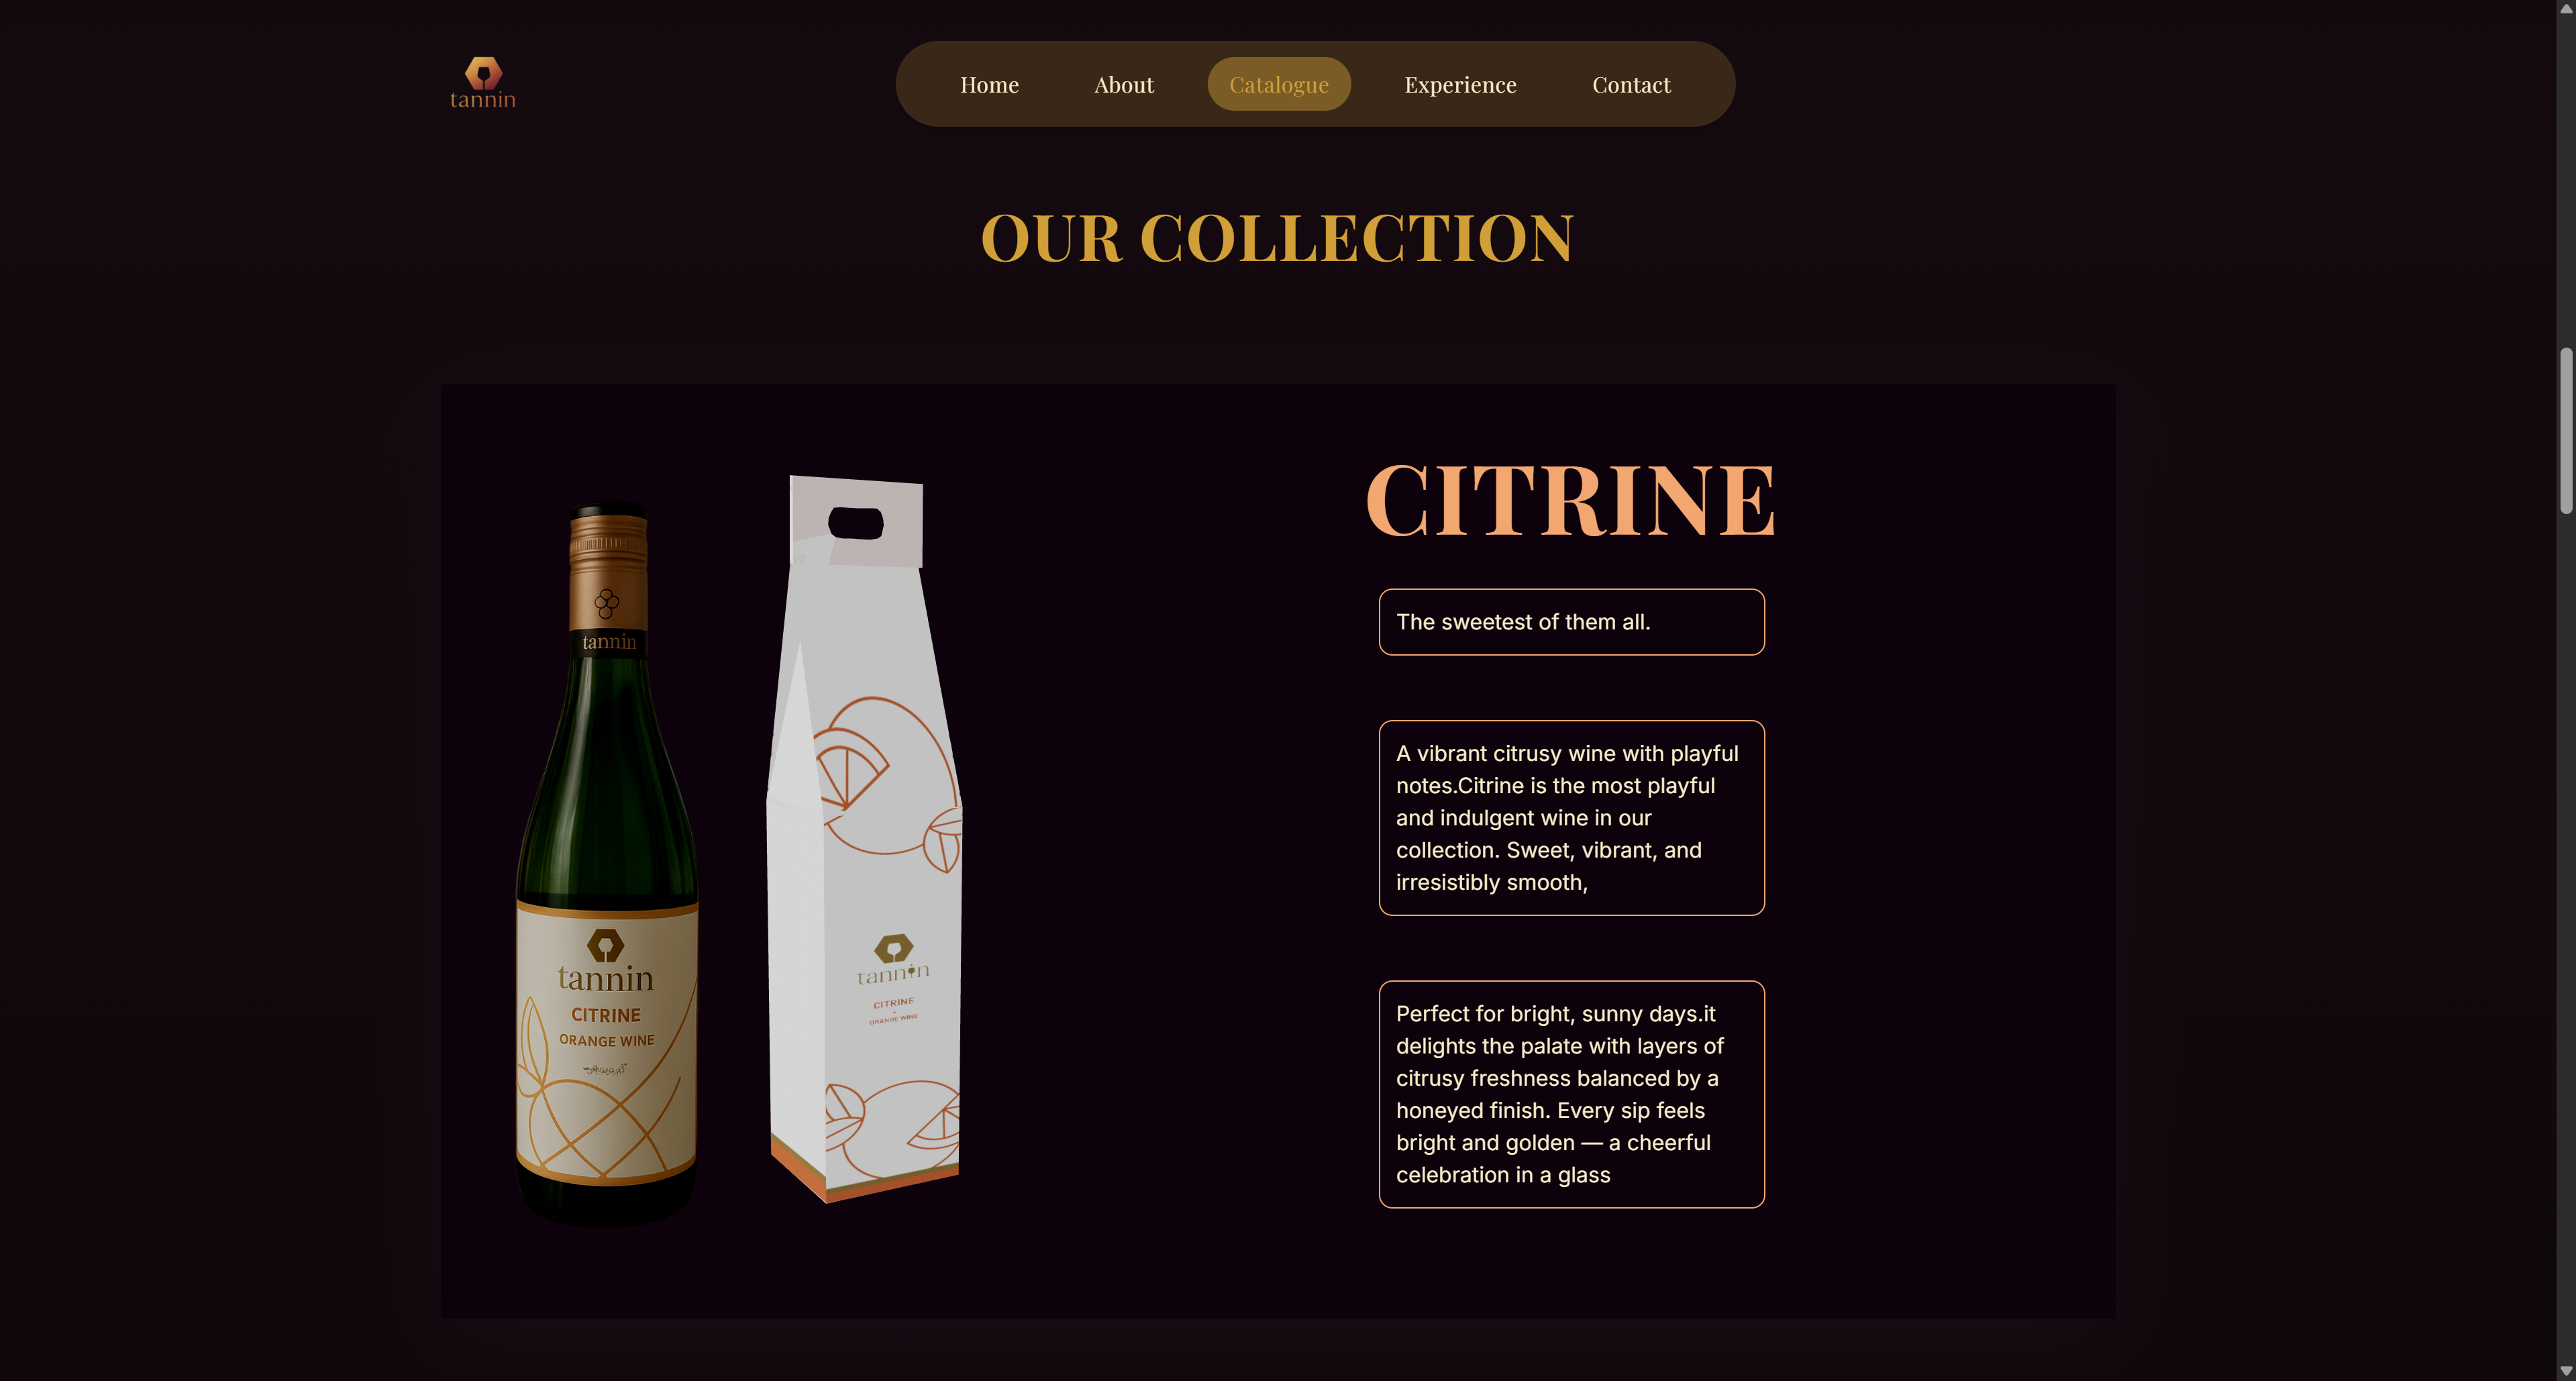 tannin
Home
About
Catalogue
Experience
Contact
OUR COLLECTION
tannin
tannin
CITRINE
ORANGE WINE
tannin
CITRINE
ORANGE WINE
CITRINE
The sweetest of them all.
A vibrant citrusy wine with playful
notes.Citrine is the most playful
and indulgent wine in our
collection. Sweet, vibrant, and
irresistibly smooth,
Perfect for bright, sunny days.it
delights the palate with layers of
citrusy freshness balanced by a
honeyed finish. Every sip feels
bright and golden — a cheerful
celebration in a glass